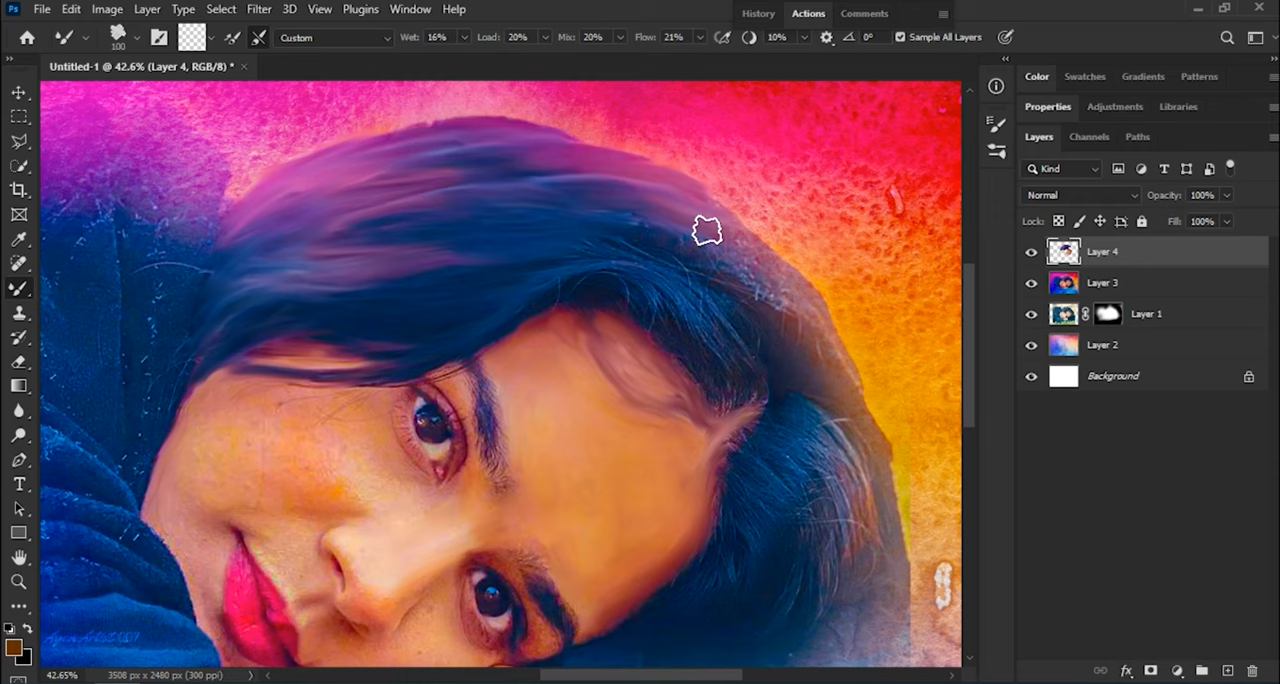 Ps File Edit Image Layer Type Select Filter 3D View Plugins Window Help
History Actions Comments
100 Custom Wet: 16% Load: 20% Mix: 20% Flow: 21% 10% 0° Sample All Layers
Untitled-1 @ 42.6% (Layer 4, RGB/8) *
Color Swatches Gradients Patterns
Properties Adjustments Libraries
Layers Channels Paths
Kind
Normal Opacity: 100%
Lock: Fill: 100%
Layer 4
Layer 3
Layer 1
Layer 2
Background
42.65% 3508 px x 2480 px (300 ppi)